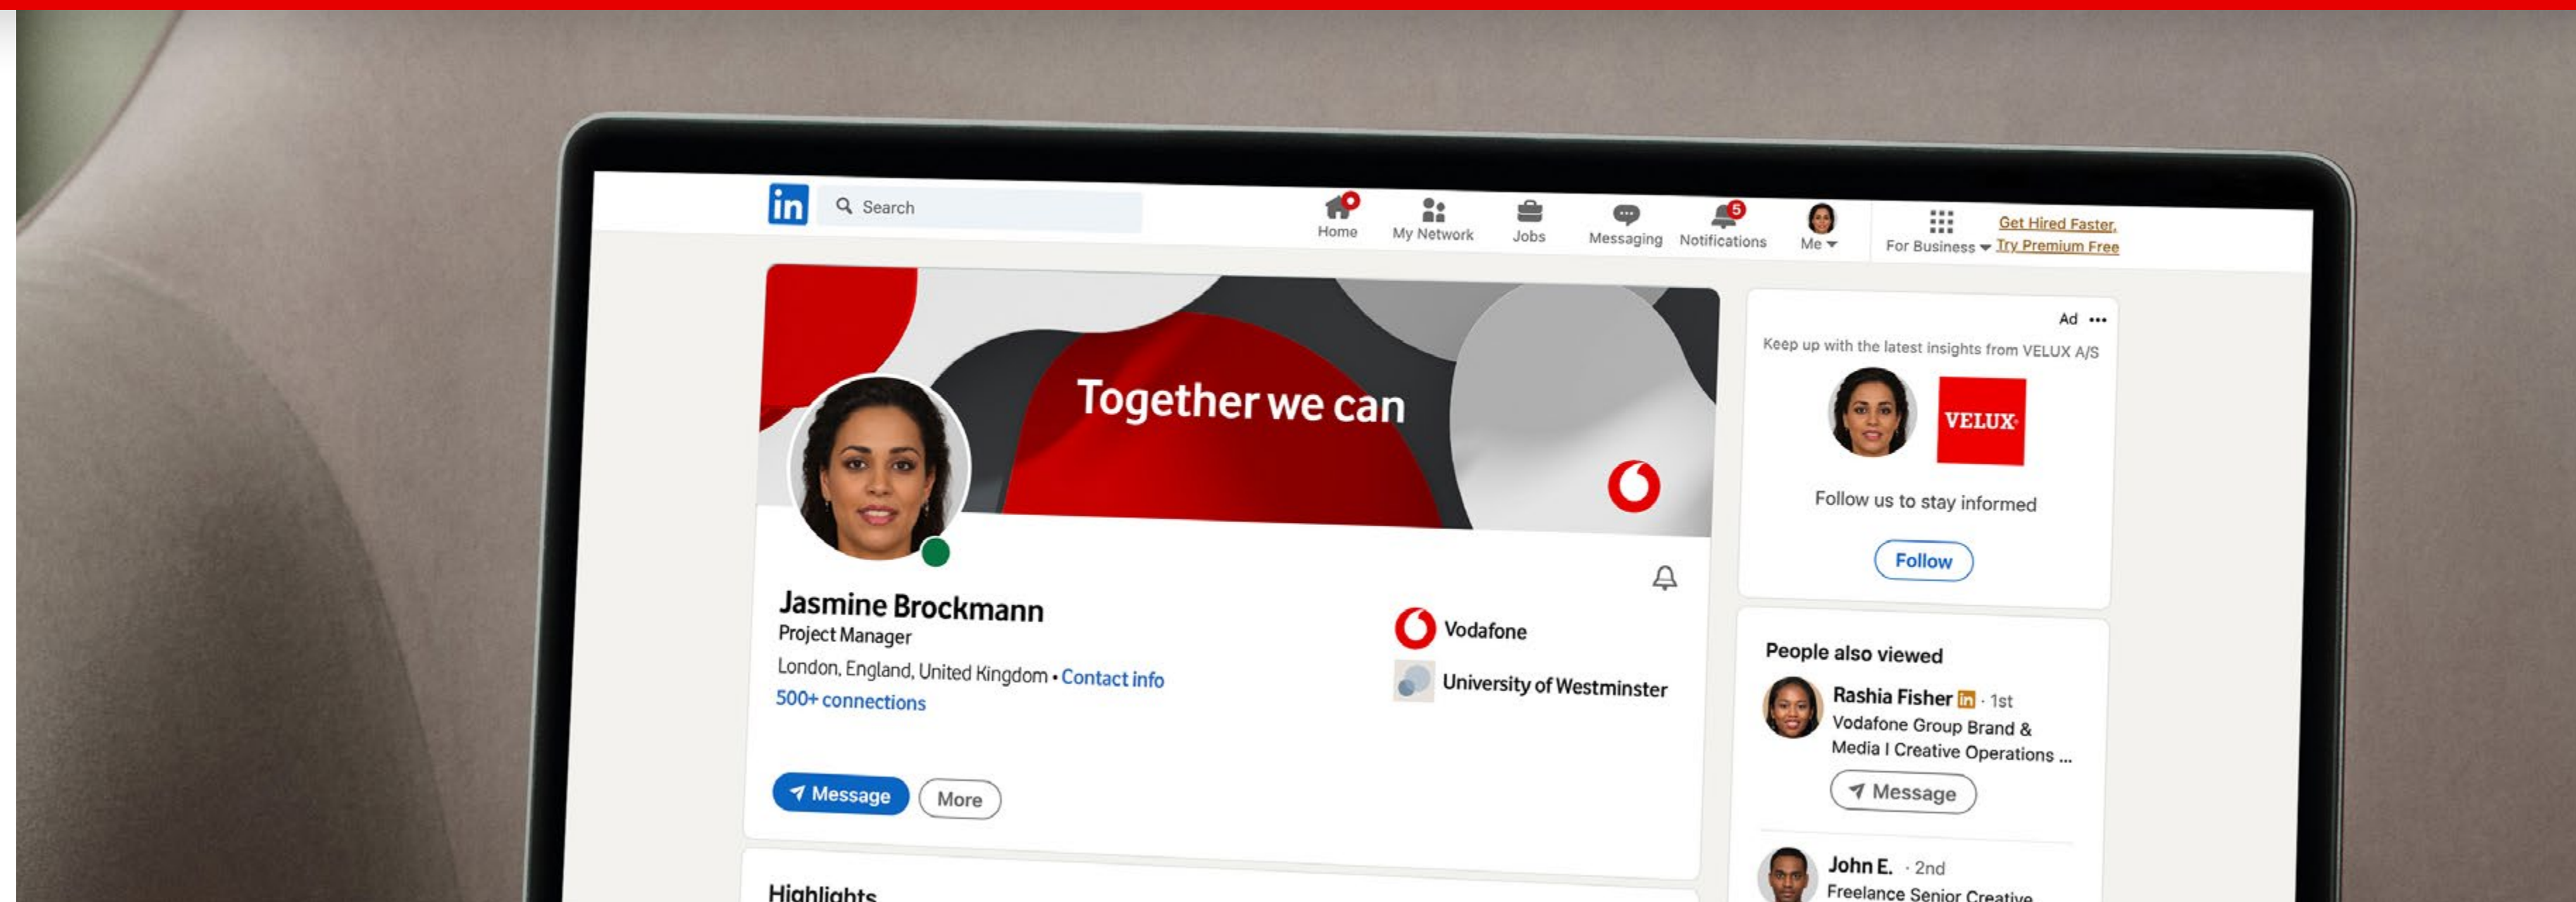 in
Search
Home
My Network
Jobs
Messaging
5
Notifications
Me
For Business
Get Hired Faster,
Try Premium Free
Together we can
Jasmine Brockmann
Project Manager
London, England, United Kingdom • Contact info
500+ connections
Vodafone
University of Westminster
Message
More
Highlights
Ad
Keep up with the latest insights from VELUX A/S
VELUX
Follow us to stay informed
Follow
People also viewed
Rashia Fisher in · 1st
Vodafone Group Brand &
Media I Creative Operations ...
Message
John E. · 2nd
Freelance Senior Creative